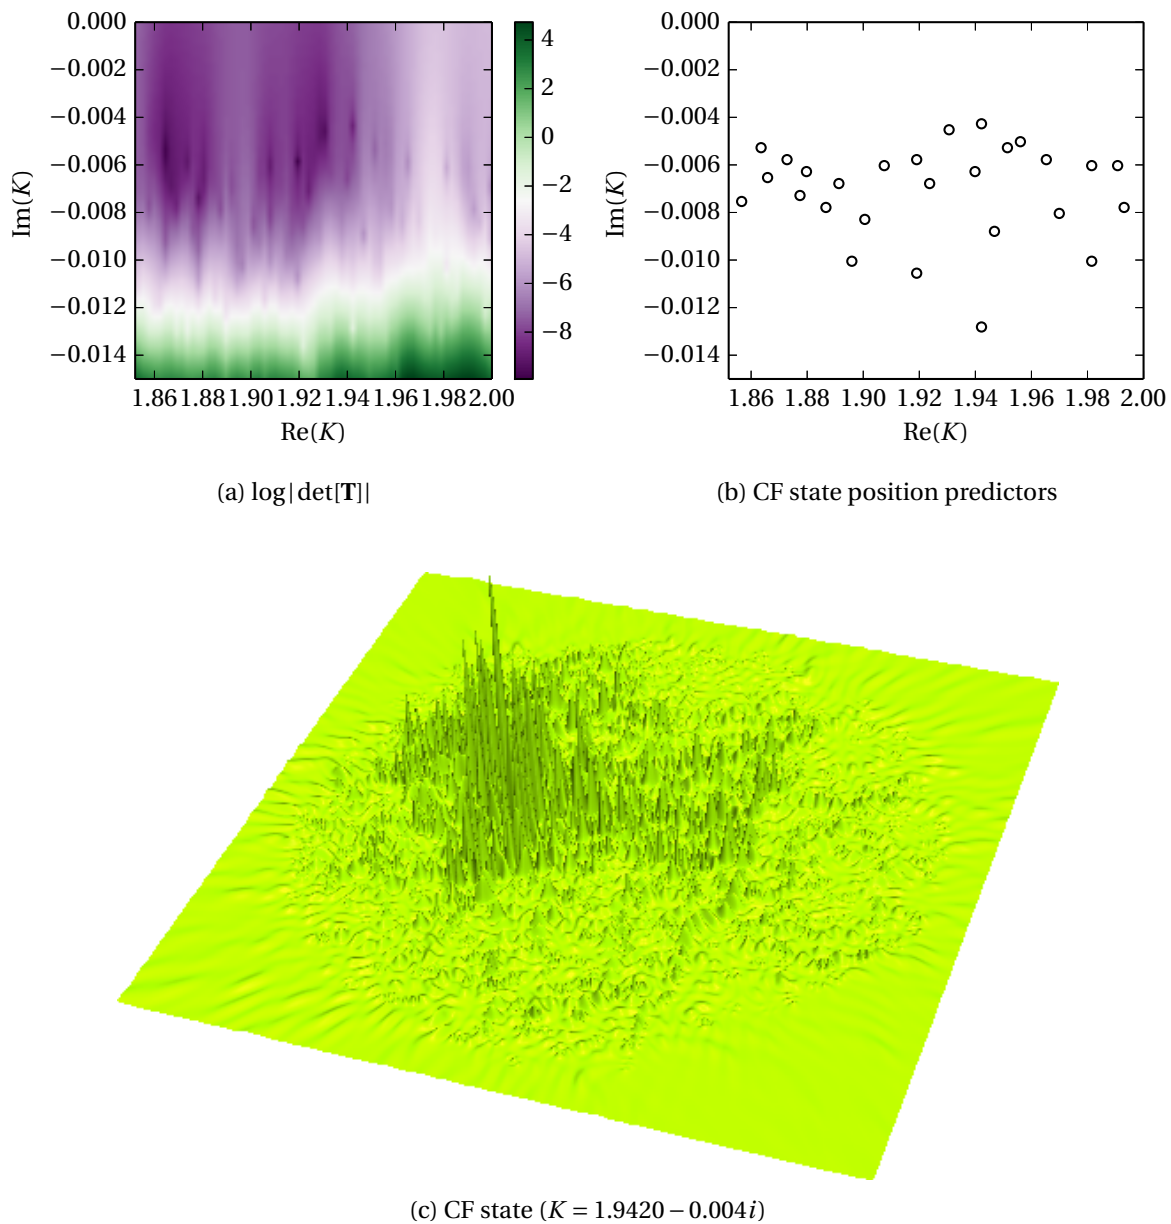 0.000
−0.002
−0.004
−0.006
−0.008
−0.010
−0.012
−0.014
Im(K)
1.86 1.88 1.90 1.92 1.94 1.96 1.98 2.00
Re(K)
4
2
0
−2
−4
−6
−8
(a) log|det[T]|
0.000
−0.002
−0.004
−0.006
−0.008
−0.010
−0.012
−0.014
Im(K)
1.86 1.88 1.90 1.92 1.94 1.96 1.98 2.00
Re(K)
(b) CF state position predictors
(c) CF state (K = 1.9420 − 0.004i)